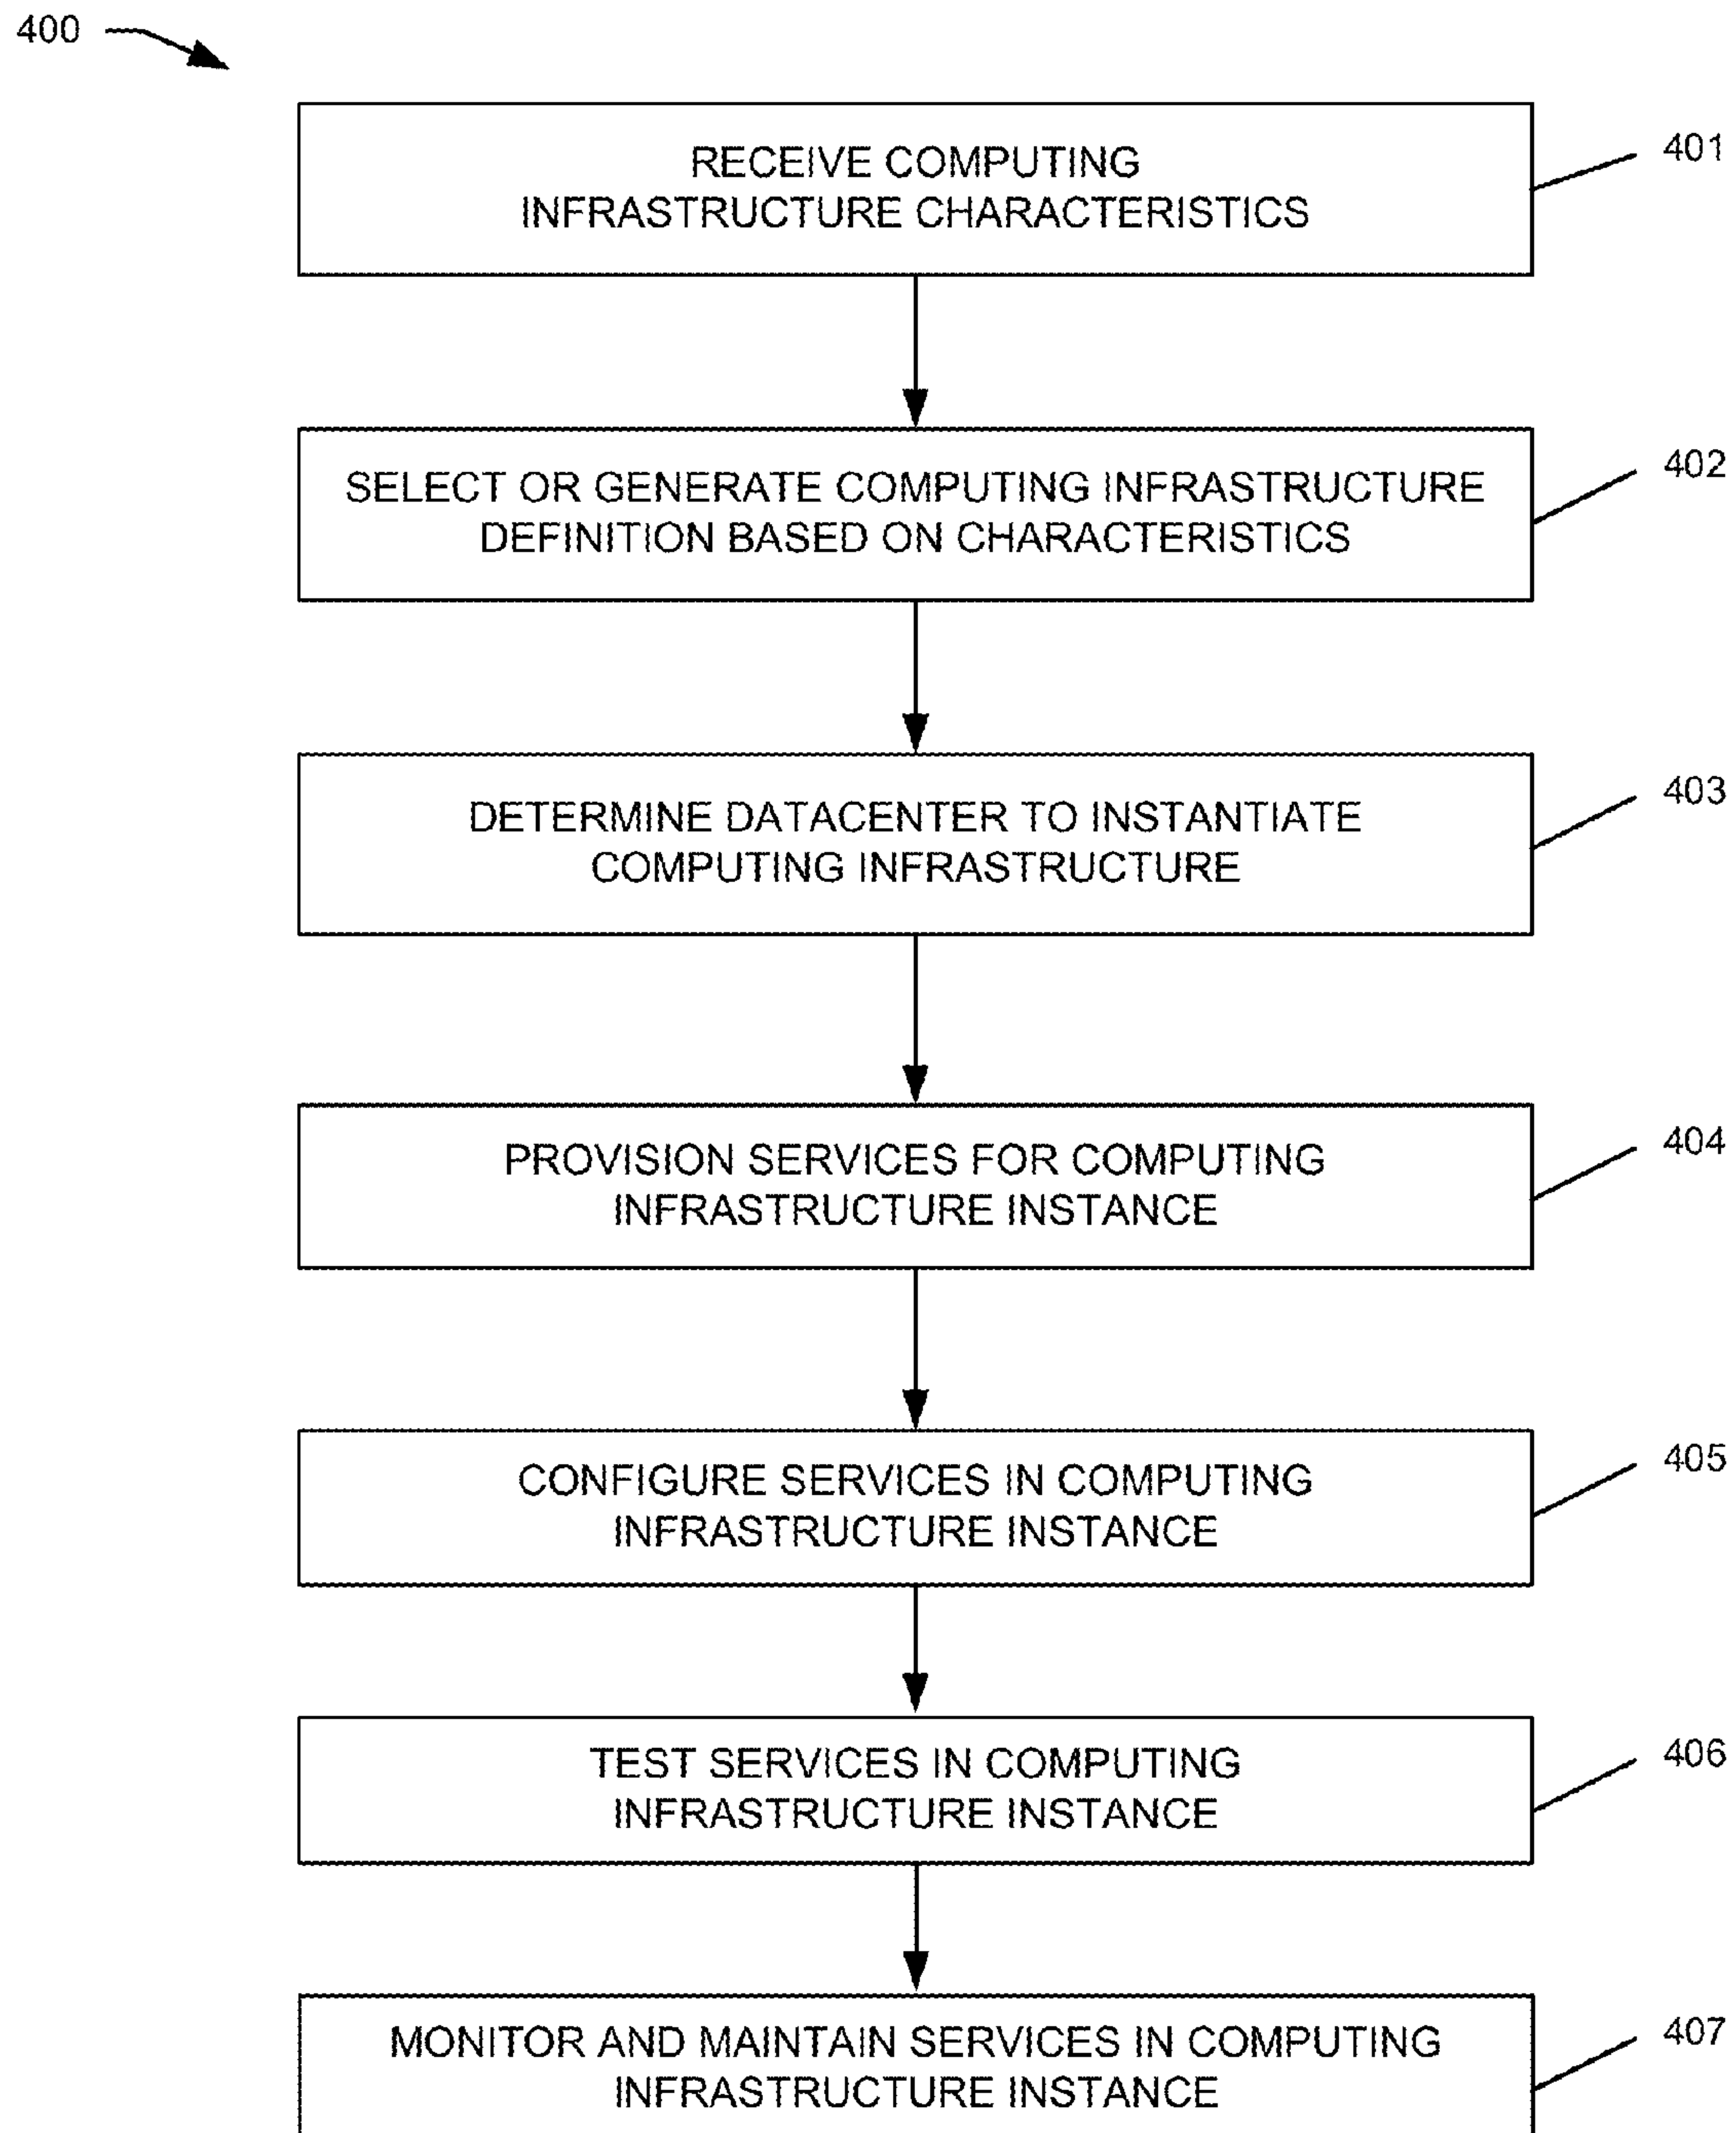 400
RECEIVE COMPUTING
INFRASTRUCTURE CHARACTERISTICS
401
SELECT OR GENERATE COMPUTING INFRASTRUCTURE
DEFINITION BASED ON CHARACTERISTICS
402
DETERMINE DATACENTER TO INSTANTIATE
COMPUTING INFRASTRUCTURE
403
PROVISION SERVICES FOR COMPUTING
INFRASTRUCTURE INSTANCE
404
CONFIGURE SERVICES IN COMPUTING
INFRASTRUCTURE INSTANCE
405
TEST SERVICES IN COMPUTING
INFRASTRUCTURE INSTANCE
406
MONITOR AND MAINTAIN SERVICES IN COMPUTING
INFRASTRUCTURE INSTANCE
407